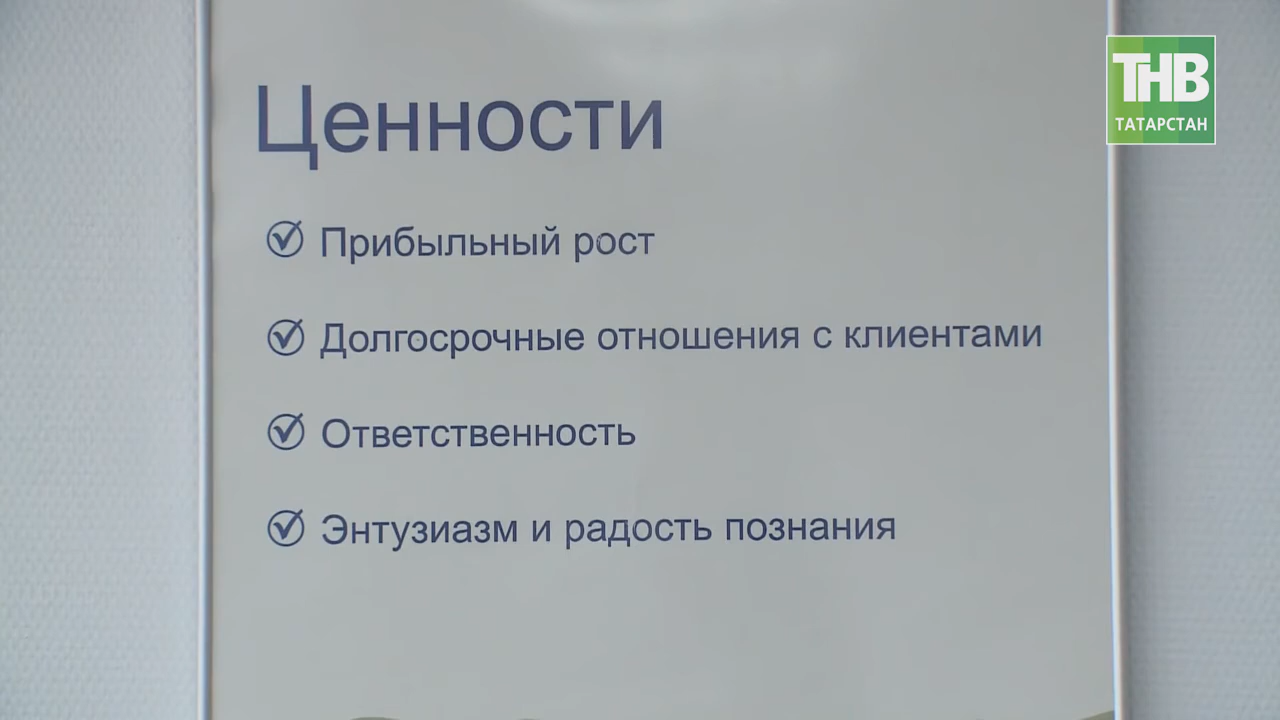 Ценности
Прибыльный рост
Долгосрочные отношения с клиентами
Ответственность
Энтузиазм и радость познания
ТНВ
ТАТАРСТАН